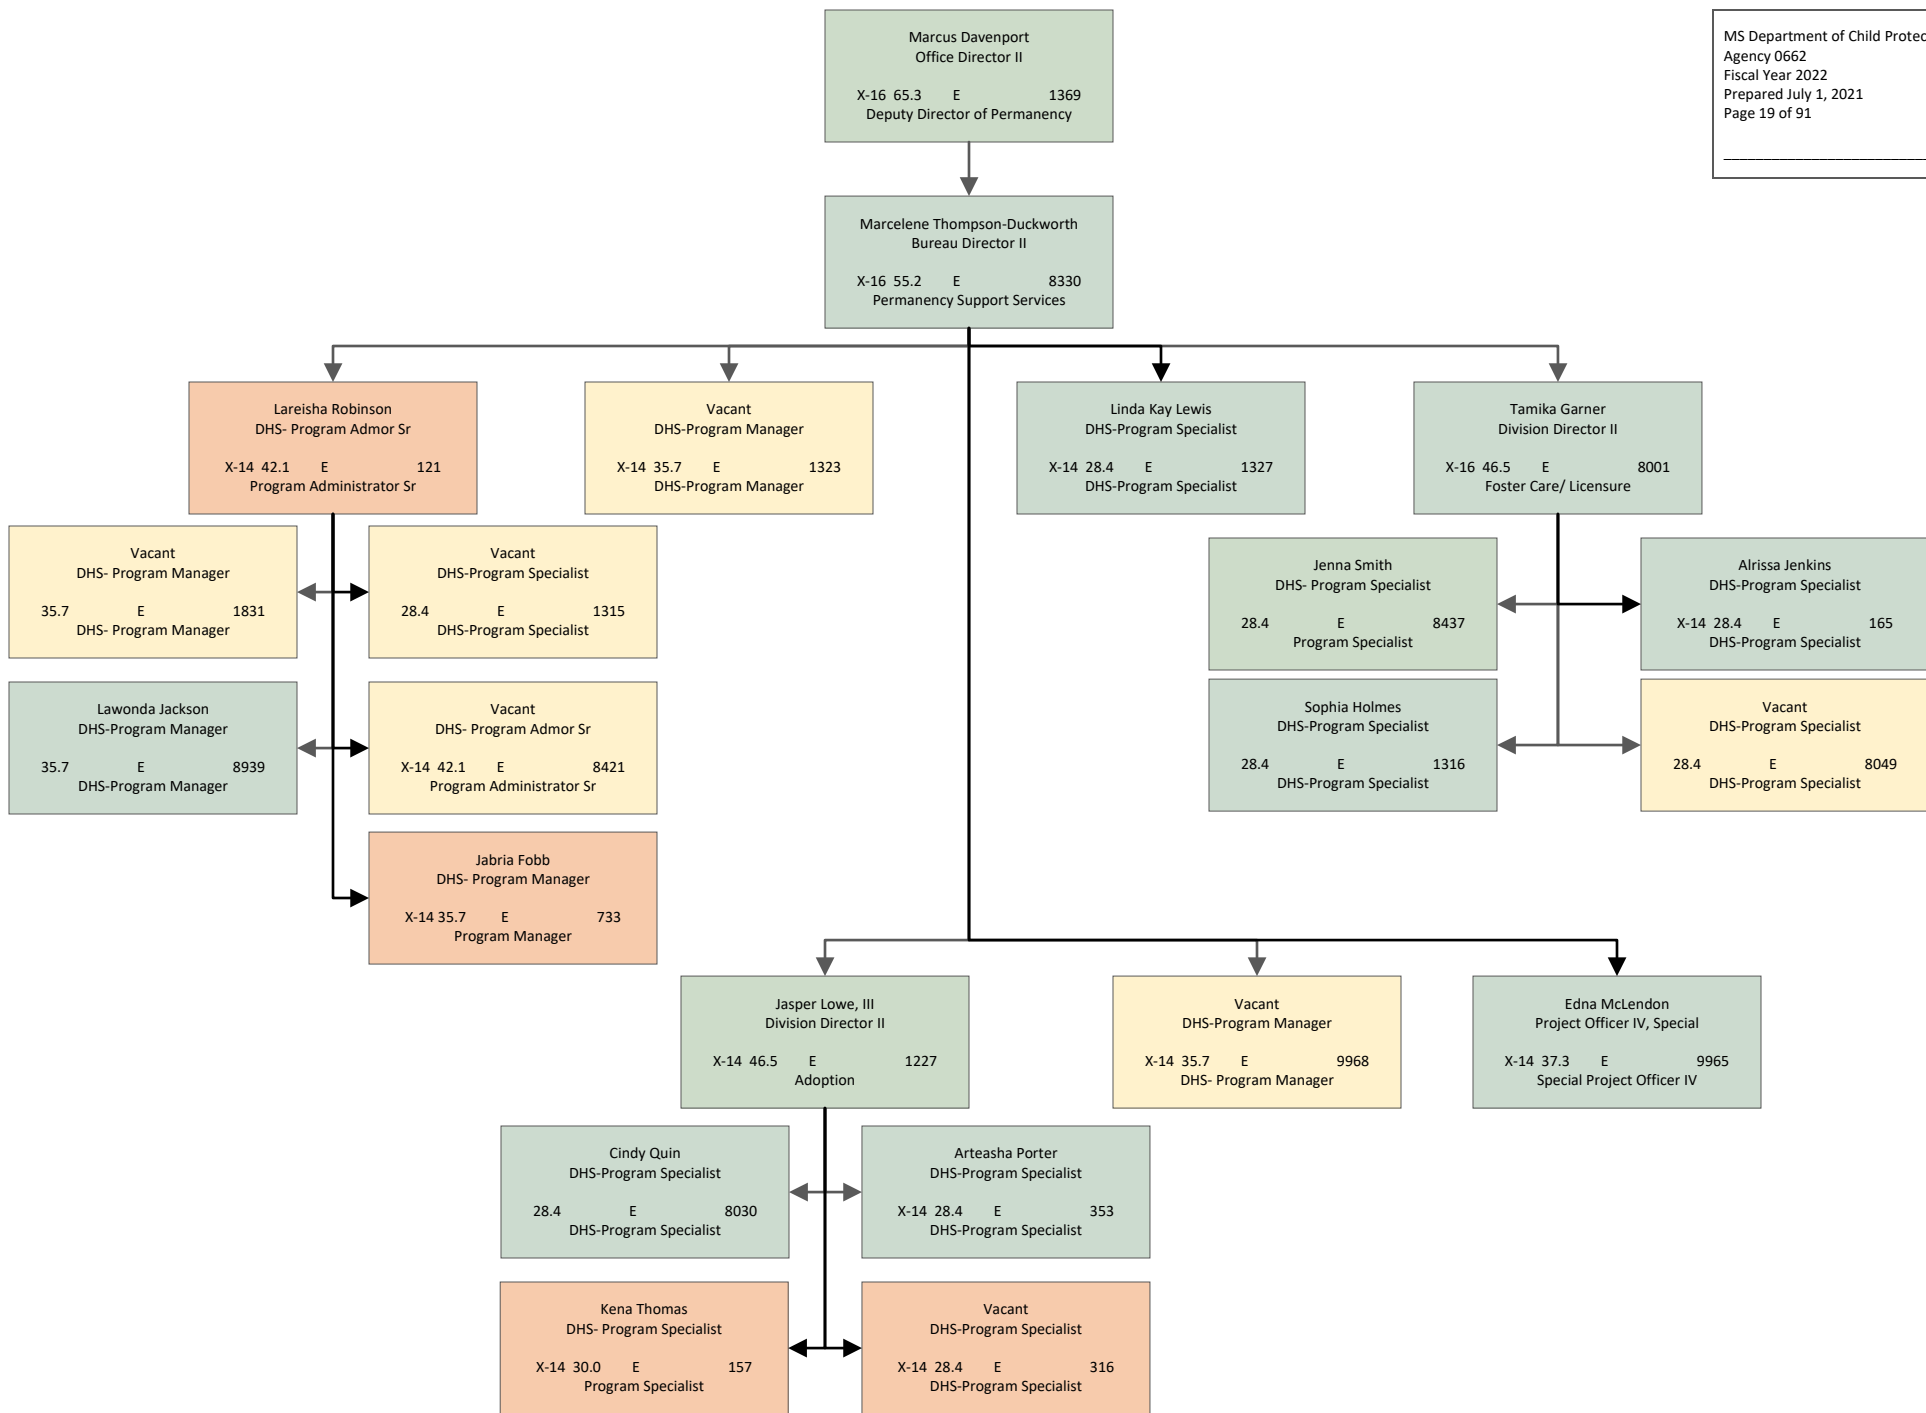 Marcus Davenport
Office Director II
X-16 65.3 E 1369
Deputy Director of Permanency
MS Department of Child Protec
Agency 0662
Fiscal Year 2022
Prepared July 1, 2021
Page 19 of 91
Marcelene Thompson-Duckworth
Bureau Director II
X-16 55.2 E 8330
Permanency Support Services
Lareisha Robinson
DHS- Program Admor Sr
X-14 42.1 E 121
Program Administrator Sr
Vacant
DHS-Program Manager
X-14 35.7 E 1323
DHS-Program Manager
Linda Kay Lewis
DHS-Program Specialist
X-14 28.4 E 1327
DHS-Program Specialist
Tamika Garner
Division Director II
X-16 46.5 E 8001
Foster Care/ Licensure
Vacant
DHS- Program Manager
35.7 E 1831
DHS- Program Manager
Vacant
DHS-Program Specialist
28.4 E 1315
DHS-Program Specialist
Jenna Smith
DHS- Program Specialist
28.4 E 8437
Program Specialist
Alrissa Jenkins
DHS-Program Specialist
X-14 28.4 E 165
DHS-Program Specialist
Lawonda Jackson
DHS-Program Manager
35.7 E 8939
DHS-Program Manager
Vacant
DHS- Program Admor Sr
X-14 42.1 E 8421
Program Administrator Sr
Sophia Holmes
DHS-Program Specialist
28.4 E 1316
DHS-Program Specialist
Vacant
DHS-Program Specialist
28.4 E 8049
DHS-Program Specialist
Jabria Fobb
DHS- Program Manager
X-14 35.7 E 733
Program Manager
Jasper Lowe, III
Division Director II
X-14 46.5 E 1227
Adoption
Vacant
DHS-Program Manager
X-14 35.7 E 9968
DHS- Program Manager
Edna McLendon
Project Officer IV, Special
X-14 37.3 E 9965
Special Project Officer IV
Cindy Quin
DHS-Program Specialist
28.4 E 8030
DHS-Program Specialist
Arteasha Porter
DHS-Program Specialist
X-14 28.4 E 353
DHS-Program Specialist
Kena Thomas
DHS- Program Specialist
X-14 30.0 E 157
Program Specialist
Vacant
DHS-Program Specialist
X-14 28.4 E 316
DHS-Program Specialist